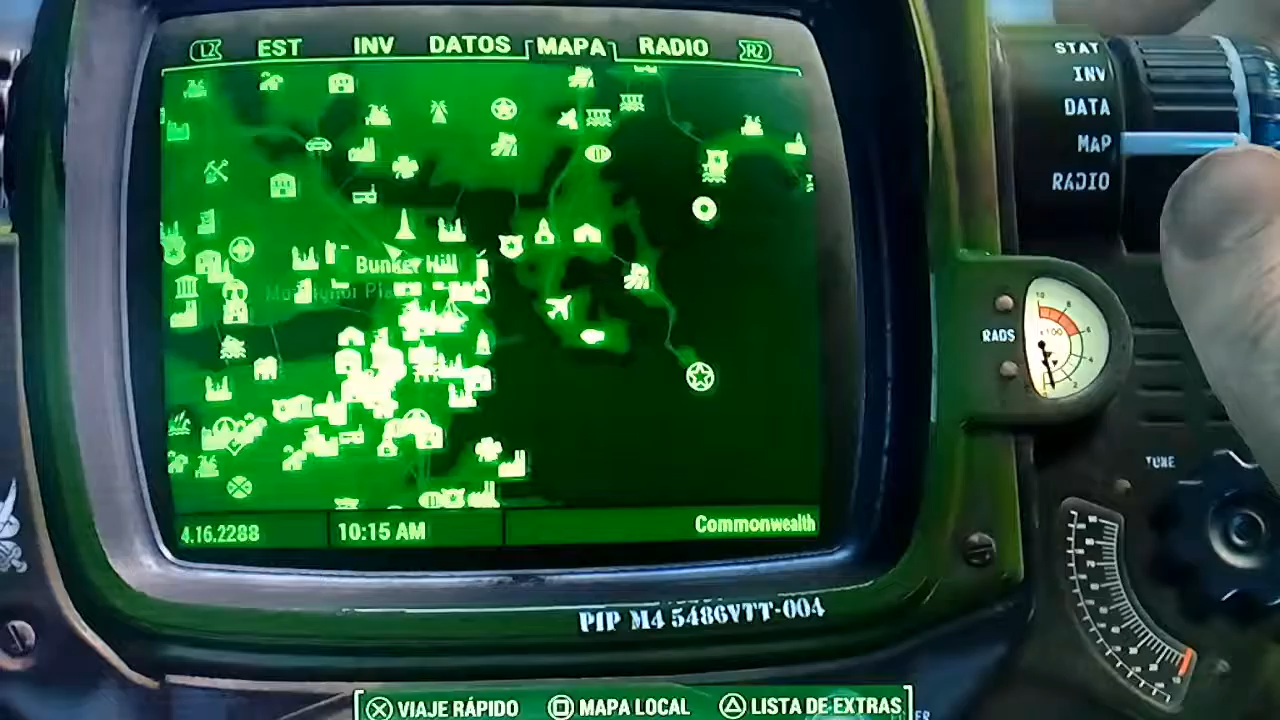 L2 EST INV DATOS MAPA RADIO R2
STAT
INV
DATA
MAP
RADIO
Bunker Hill
RADS
x100
TUNE
4.16.2288 10:15 AM Commonwealth
PIP M4 5486VTT-004
VIAJE RÁPIDO MAPA LOCAL LISTA DE EXTRAS